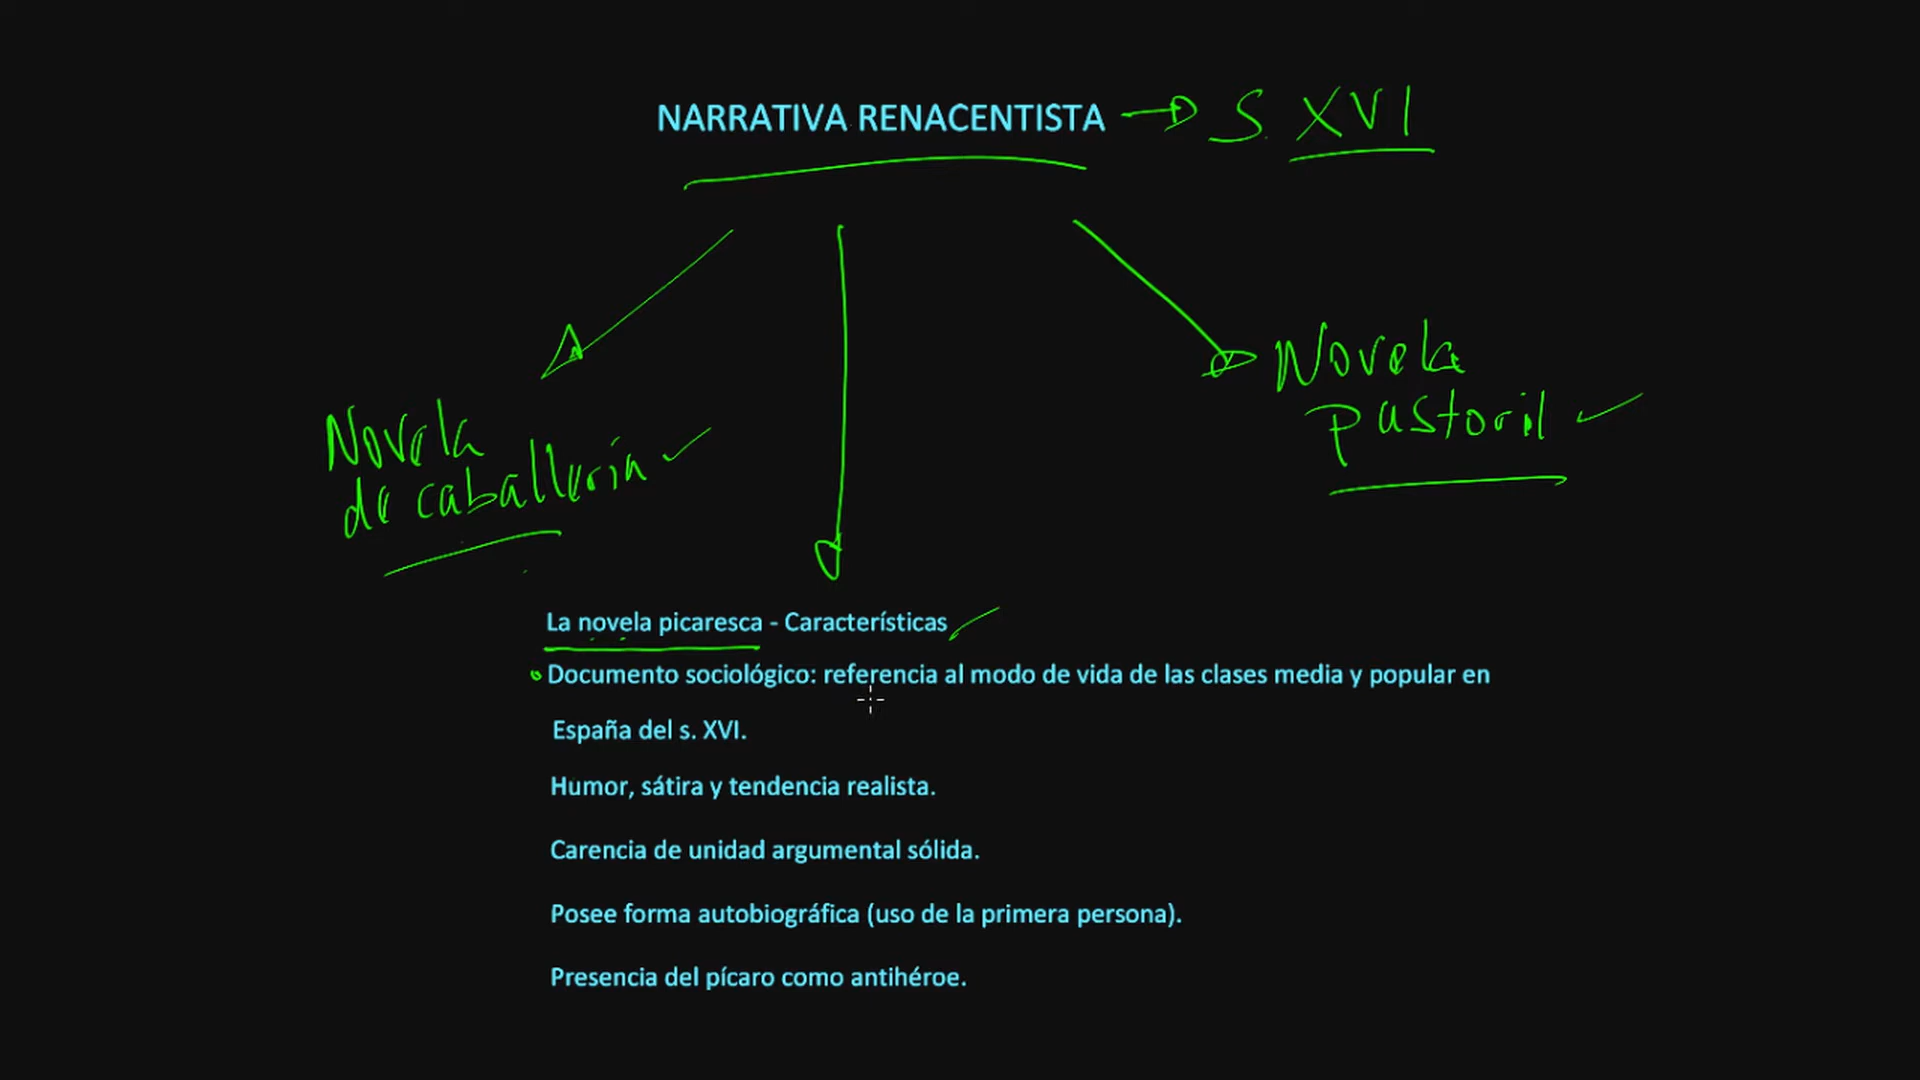 NARRATIVA RENACENTISTA
S. XVI
Novela
de caballería
Novela
pastoril
La novela picaresca - Características
Documento sociológico: referencia al modo de vida de las clases media y popular en
España del s. XVI.
Humor, sátira y tendencia realista.
Carencia de unidad argumental sólida.
Posee forma autobiográfica (uso de la primera persona).
Presencia del pícaro como antihéroe.